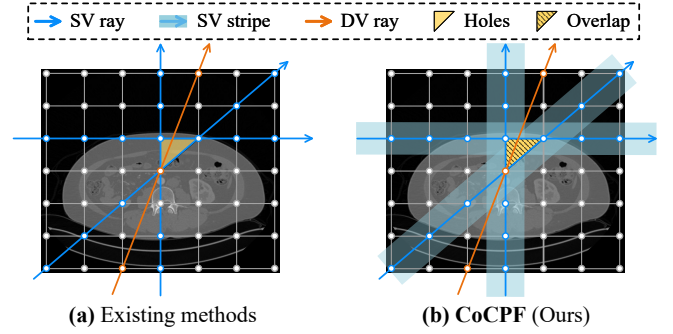 SV ray SV stripe DV ray Holes Overlap
(a) Existing methods (b) CoCPF (Ours)